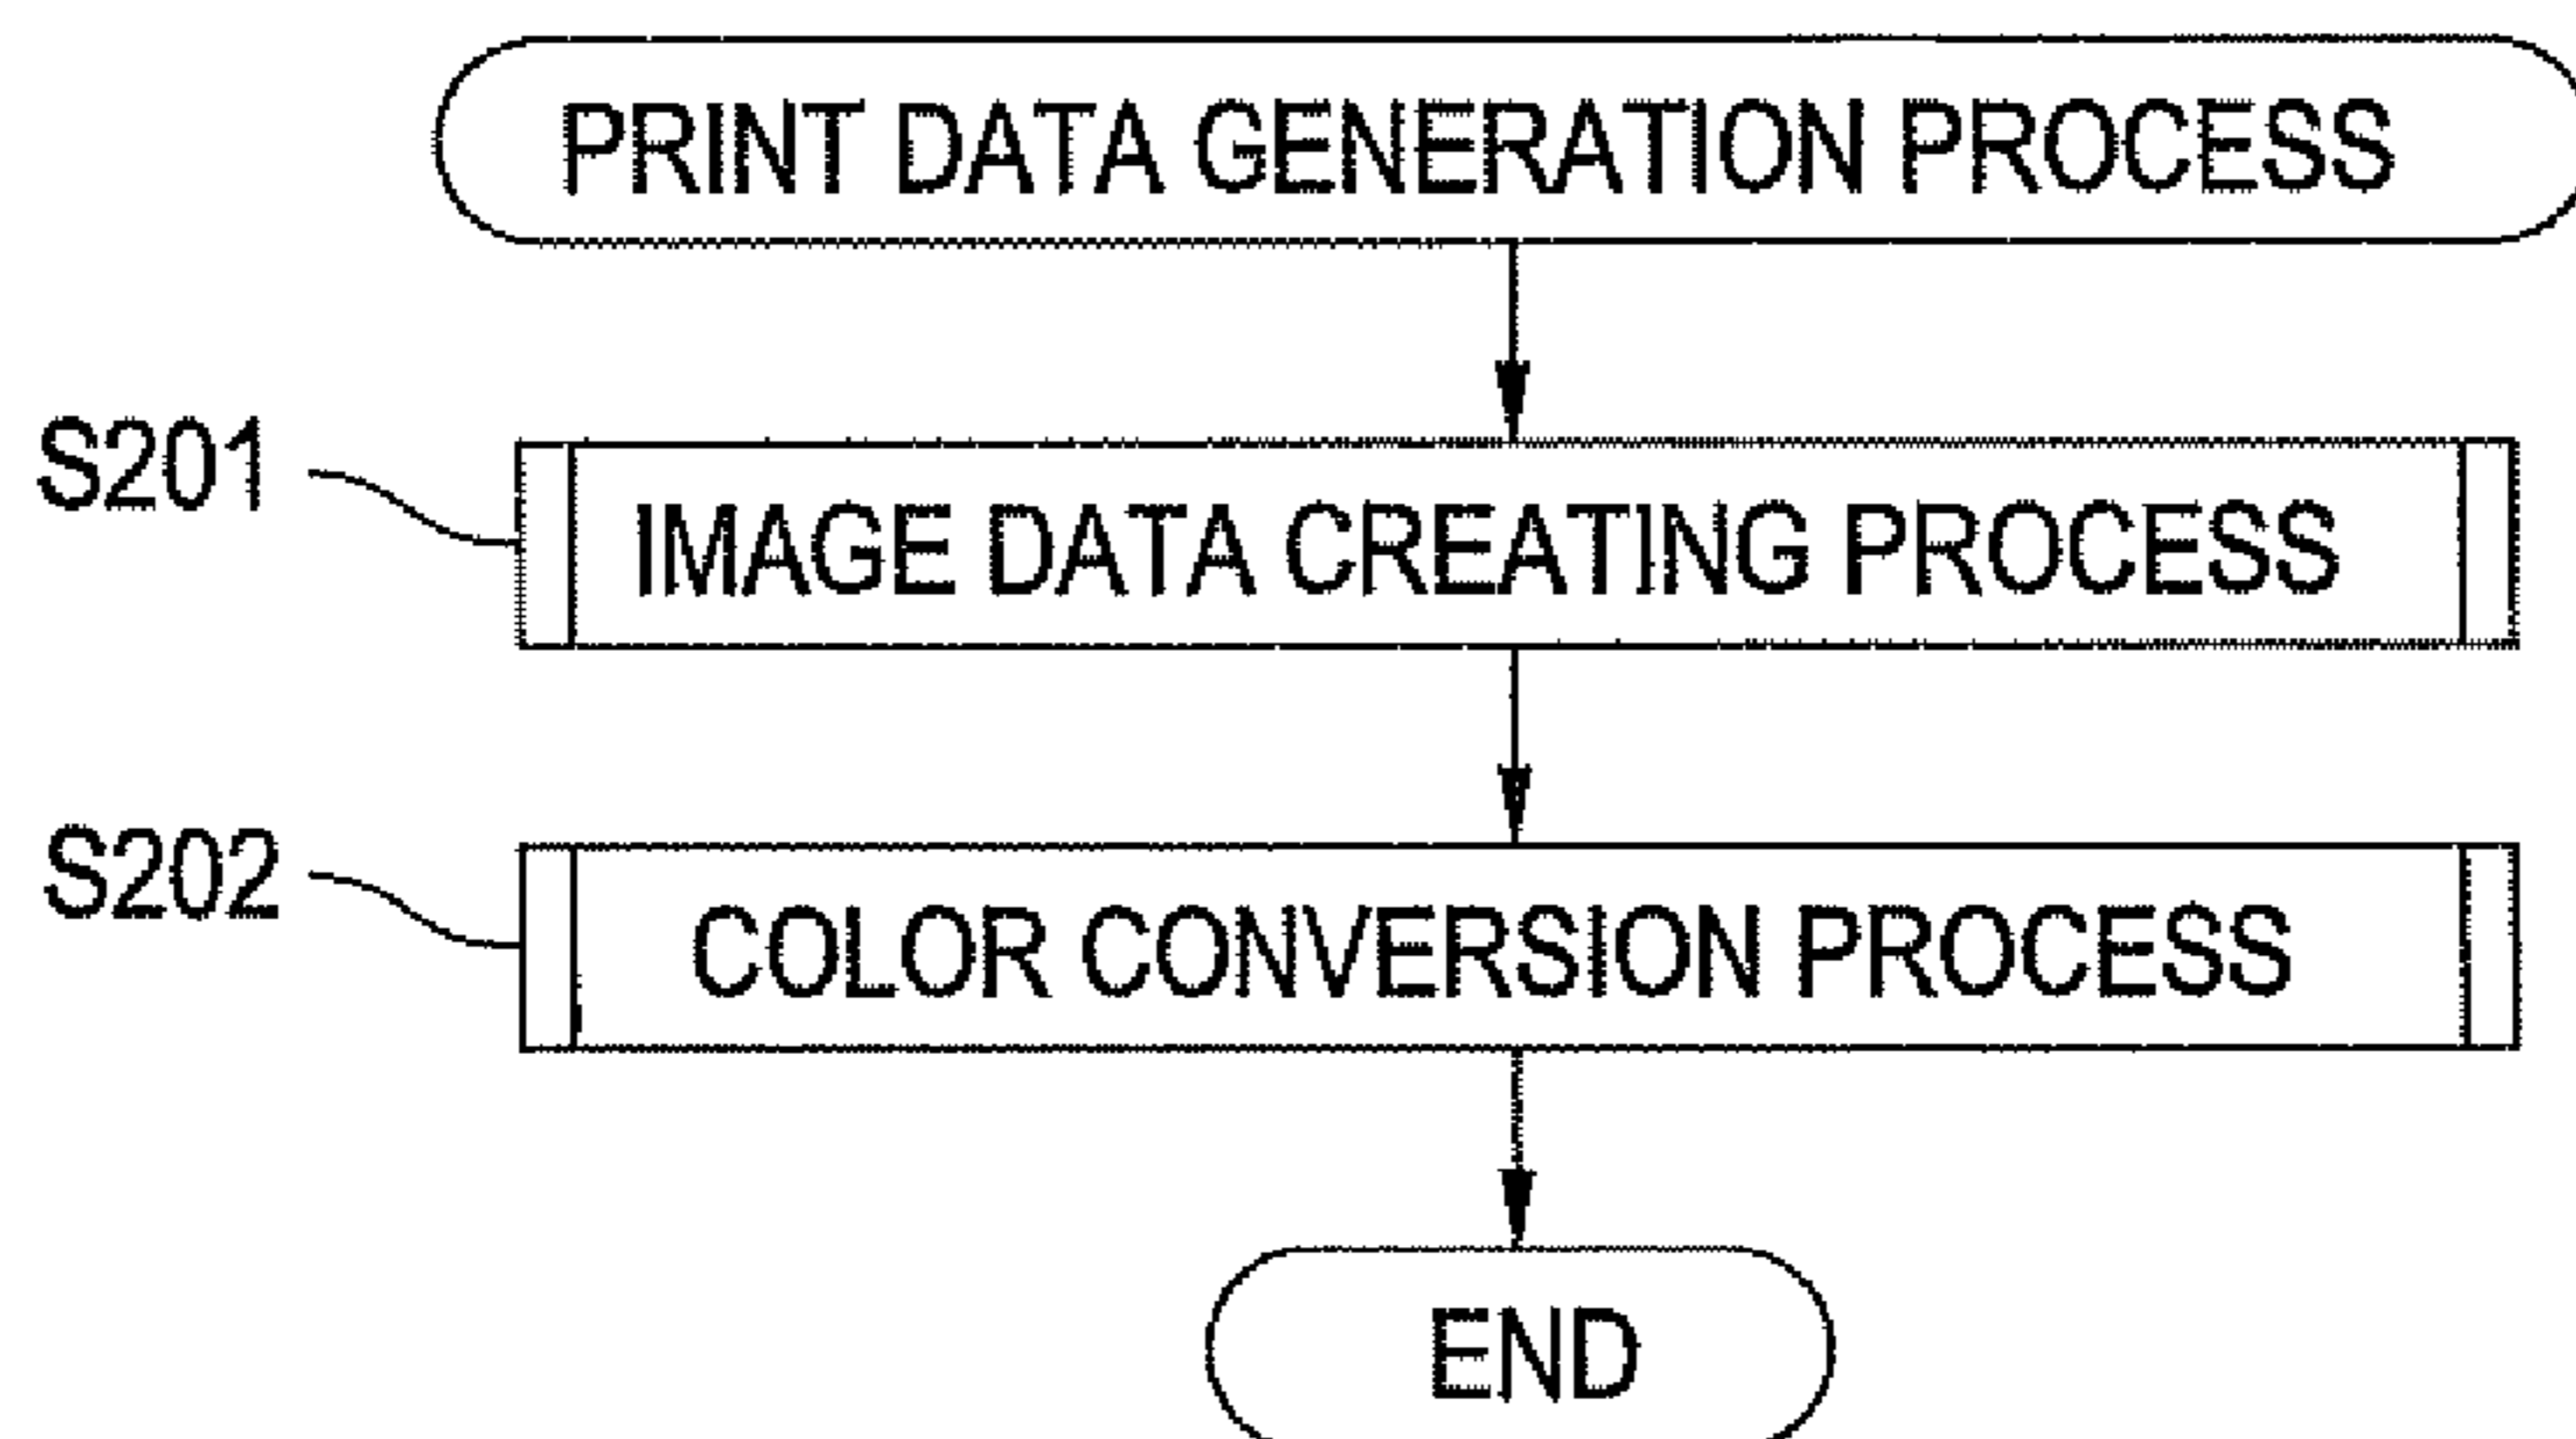 PRINT DATA GENERATION PROCESS
S201
IMAGE DATA CREATING PROCESS
S202
COLOR CONVERSION PROCESS
END